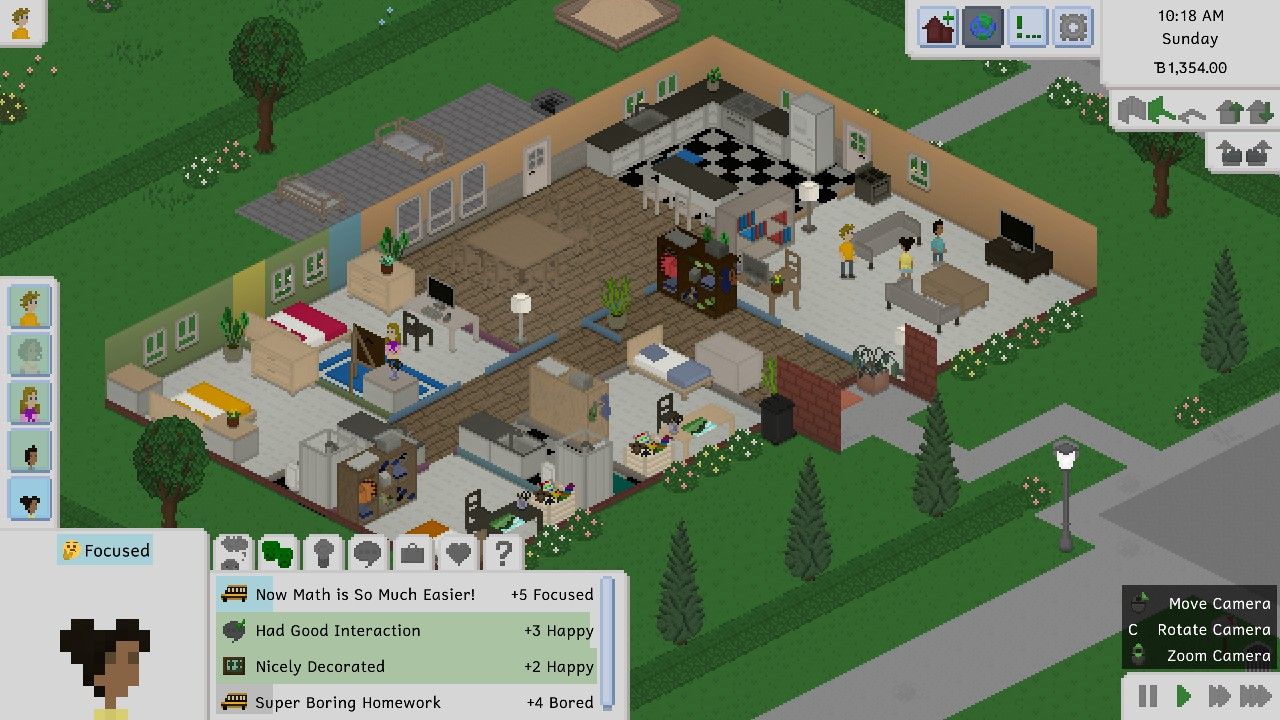 10:18 AM
Sunday
Ɓ1,354.00
Focused
?
Now Math is So Much Easier! +5 Focused
Had Good Interaction +3 Happy
Nicely Decorated +2 Happy
Super Boring Homework +4 Bored
Move Camera
C Rotate Camera
Zoom Camera